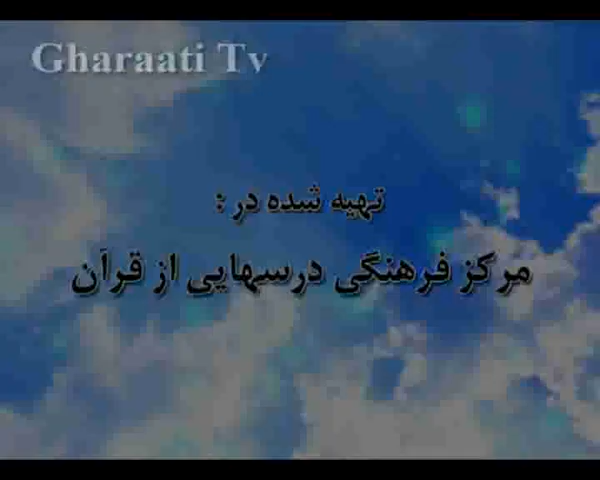 Gharaati Tv
تهیه شده در :
مرکز فرهنگی درسهایی از قرآن